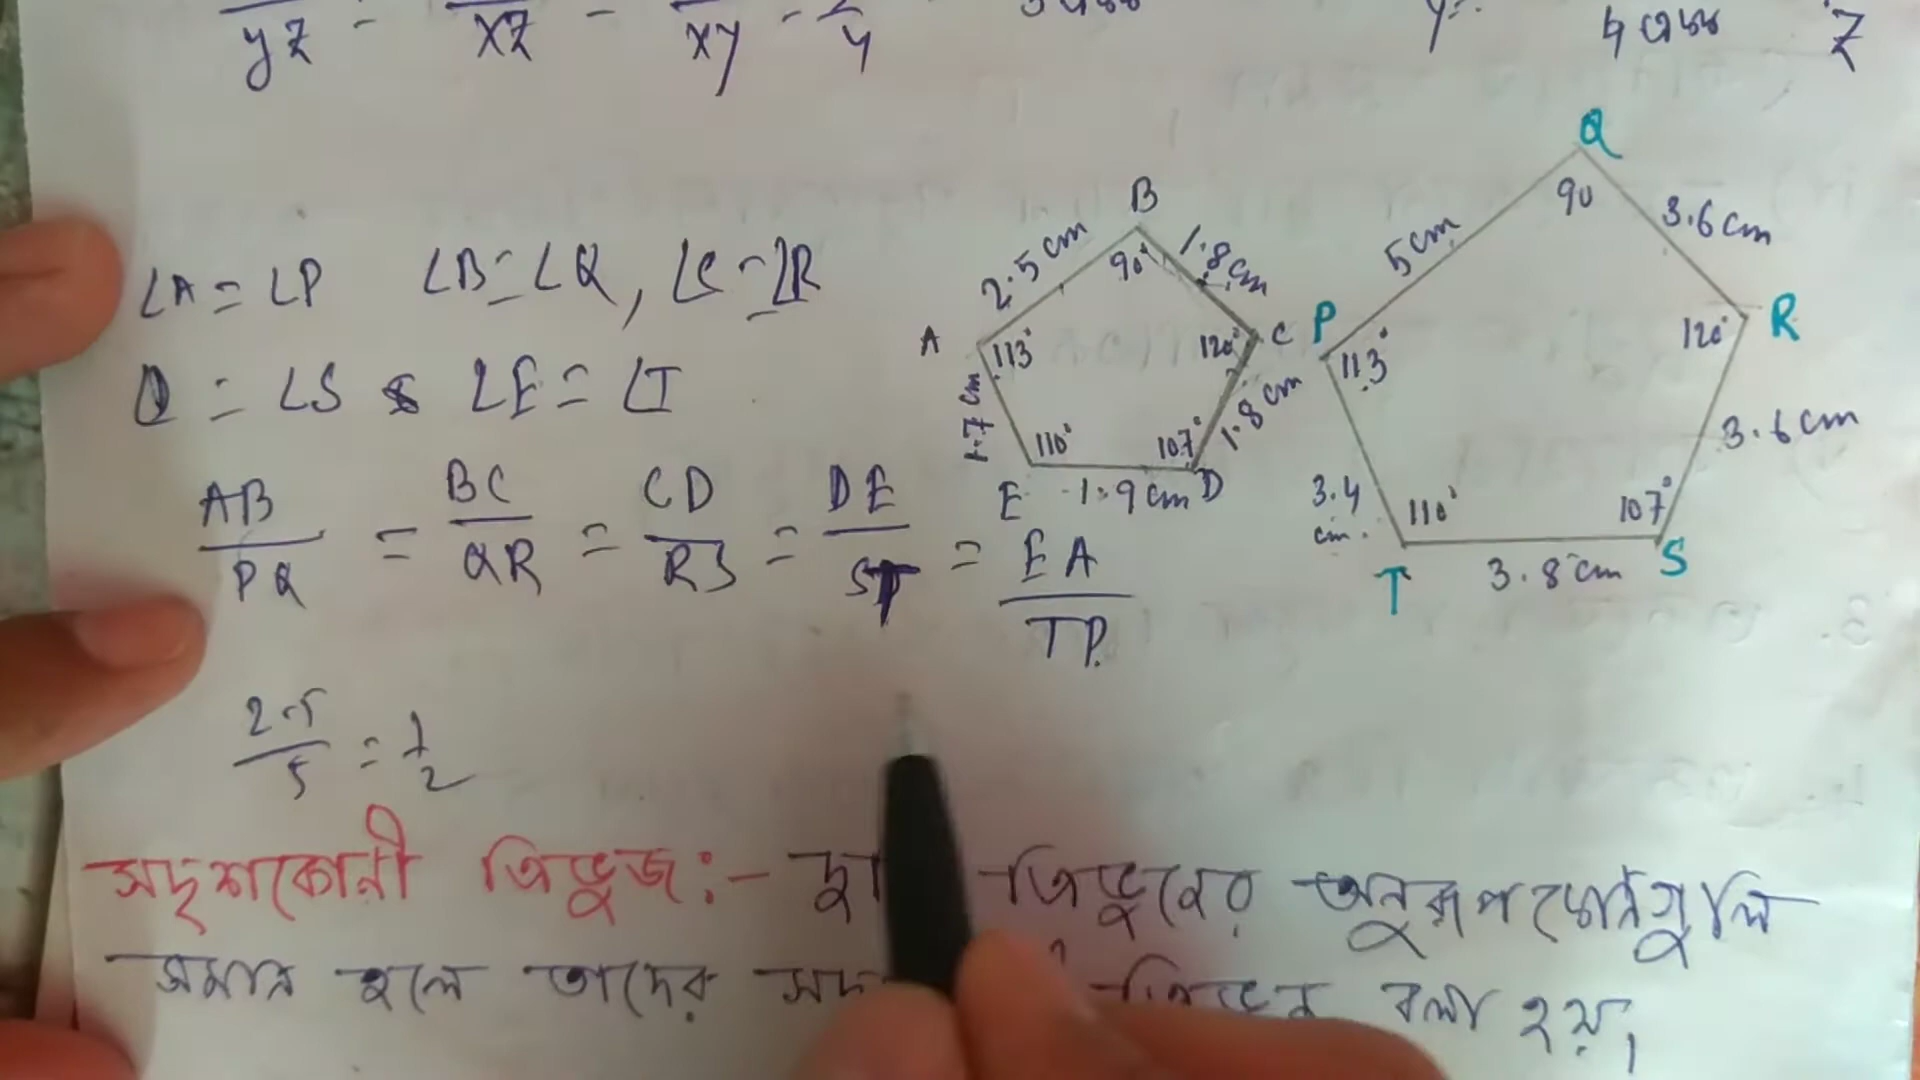 yz = xz = xy = 4
∠A = ∠P ∠B = ∠Q, ∠C = ∠R
D = ∠S & ∠E = ∠T
AB/PQ = BC/QR = CD/RS = DE/ST = EA/TP.
2.5/5 = 1/2
A B C D E
2.5 cm 1.8 cm 1.8 cm 1.9 cm 1.7 cm
113° 90° 120° 107° 110°
P Q R S T
5 cm 3.6 cm 3.6 cm 3.8 cm 3.4 cm.
113° 90 120° 107° 110°
সদৃশকোনী ত্রিভুজ :- ত্রিভুজের অনুরূপ কোনগুলি
সমান হলে তাদের বলা হয়।